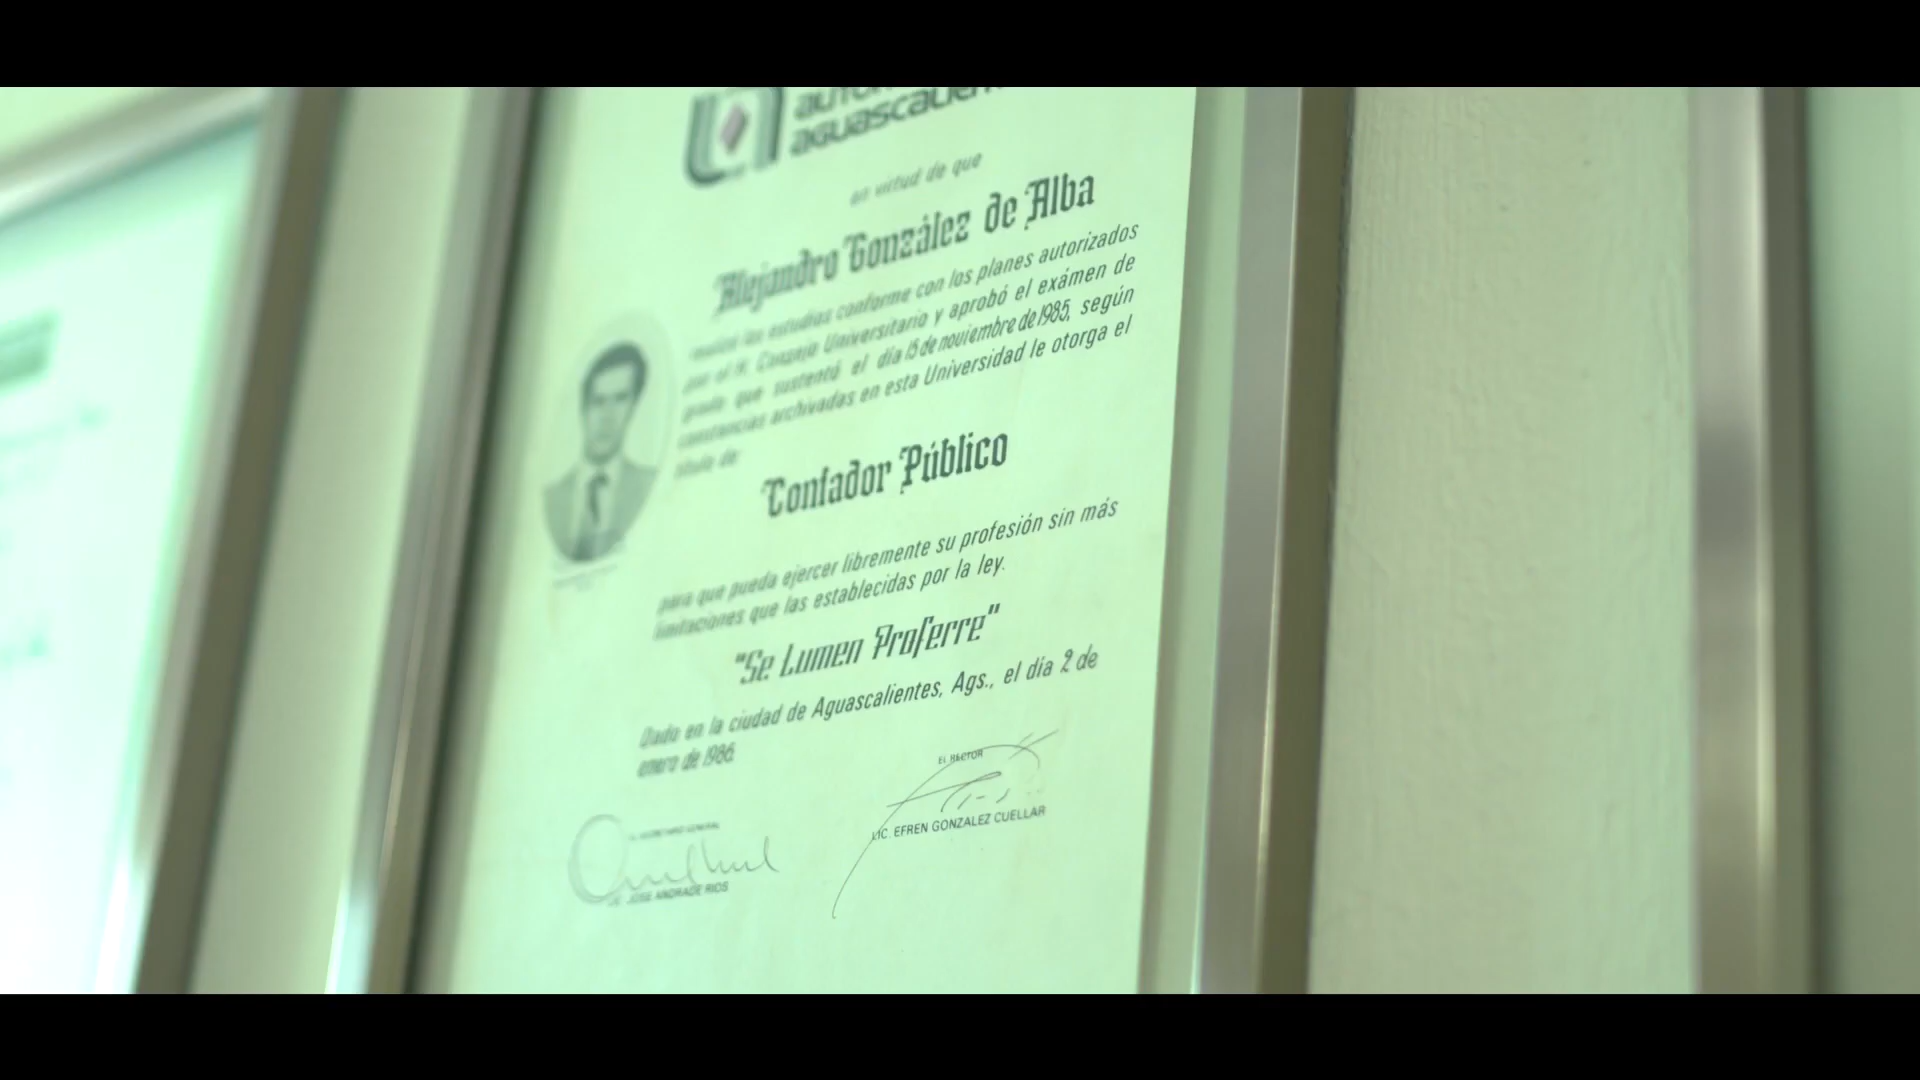 aguascalien
en virtud de que
Alejandro González de Alba
realizó los estudios conforme con los planes autorizados
por el H. Consejo Universitario y aprobó el exámen de
grado que sustentó el día 15 de noviembre de 1985, según
constancias archivadas en esta Universidad le otorga el
título de:
Contador Público
para que pueda ejercer libremente su profesión sin más
limitaciones que las establecidas por la ley.
"Se Lumen Proferre"
Dado en la ciudad de Aguascalientes, Ags., el día 2 de
enero de 1986.
EL RECTOR
LIC. EFREN GONZALEZ CUELLAR
EL SECRETARIO GENERAL
LIC. JOSE ANDRADE RIOS